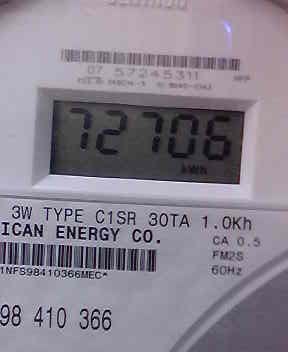 07 57245311
72706
kWh
3W TYPE C1SR 30TA 1.0Kh
ICAN ENERGY CO.
CA 0.5
FM2S
60Hz
1NFS98410366MEC*
98 410 366